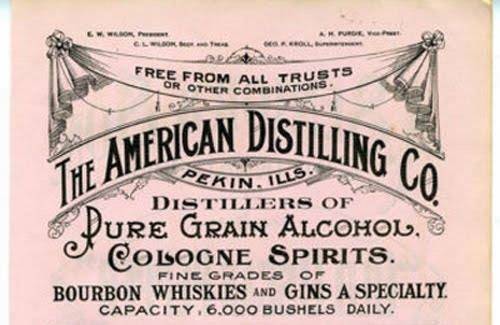 E. W. WILSON, PRESIDENT. A. H. PURDIE, VICE-PREST.
C. L. WILSON, SECY. AND TREAS. GEO. F. KROLL, SUPERINTENDENT.
FREE FROM ALL TRUSTS
OR OTHER COMBINATIONS.
THE AMERICAN DISTILLING CO.
PEKIN, ILLS.
DISTILLERS OF
PURE GRAIN ALCOHOL,
COLOGNE SPIRITS.
FINE GRADES OF
BOURBON WHISKIES AND GINS A SPECIALTY.
CAPACITY, 6,000 BUSHELS DAILY.